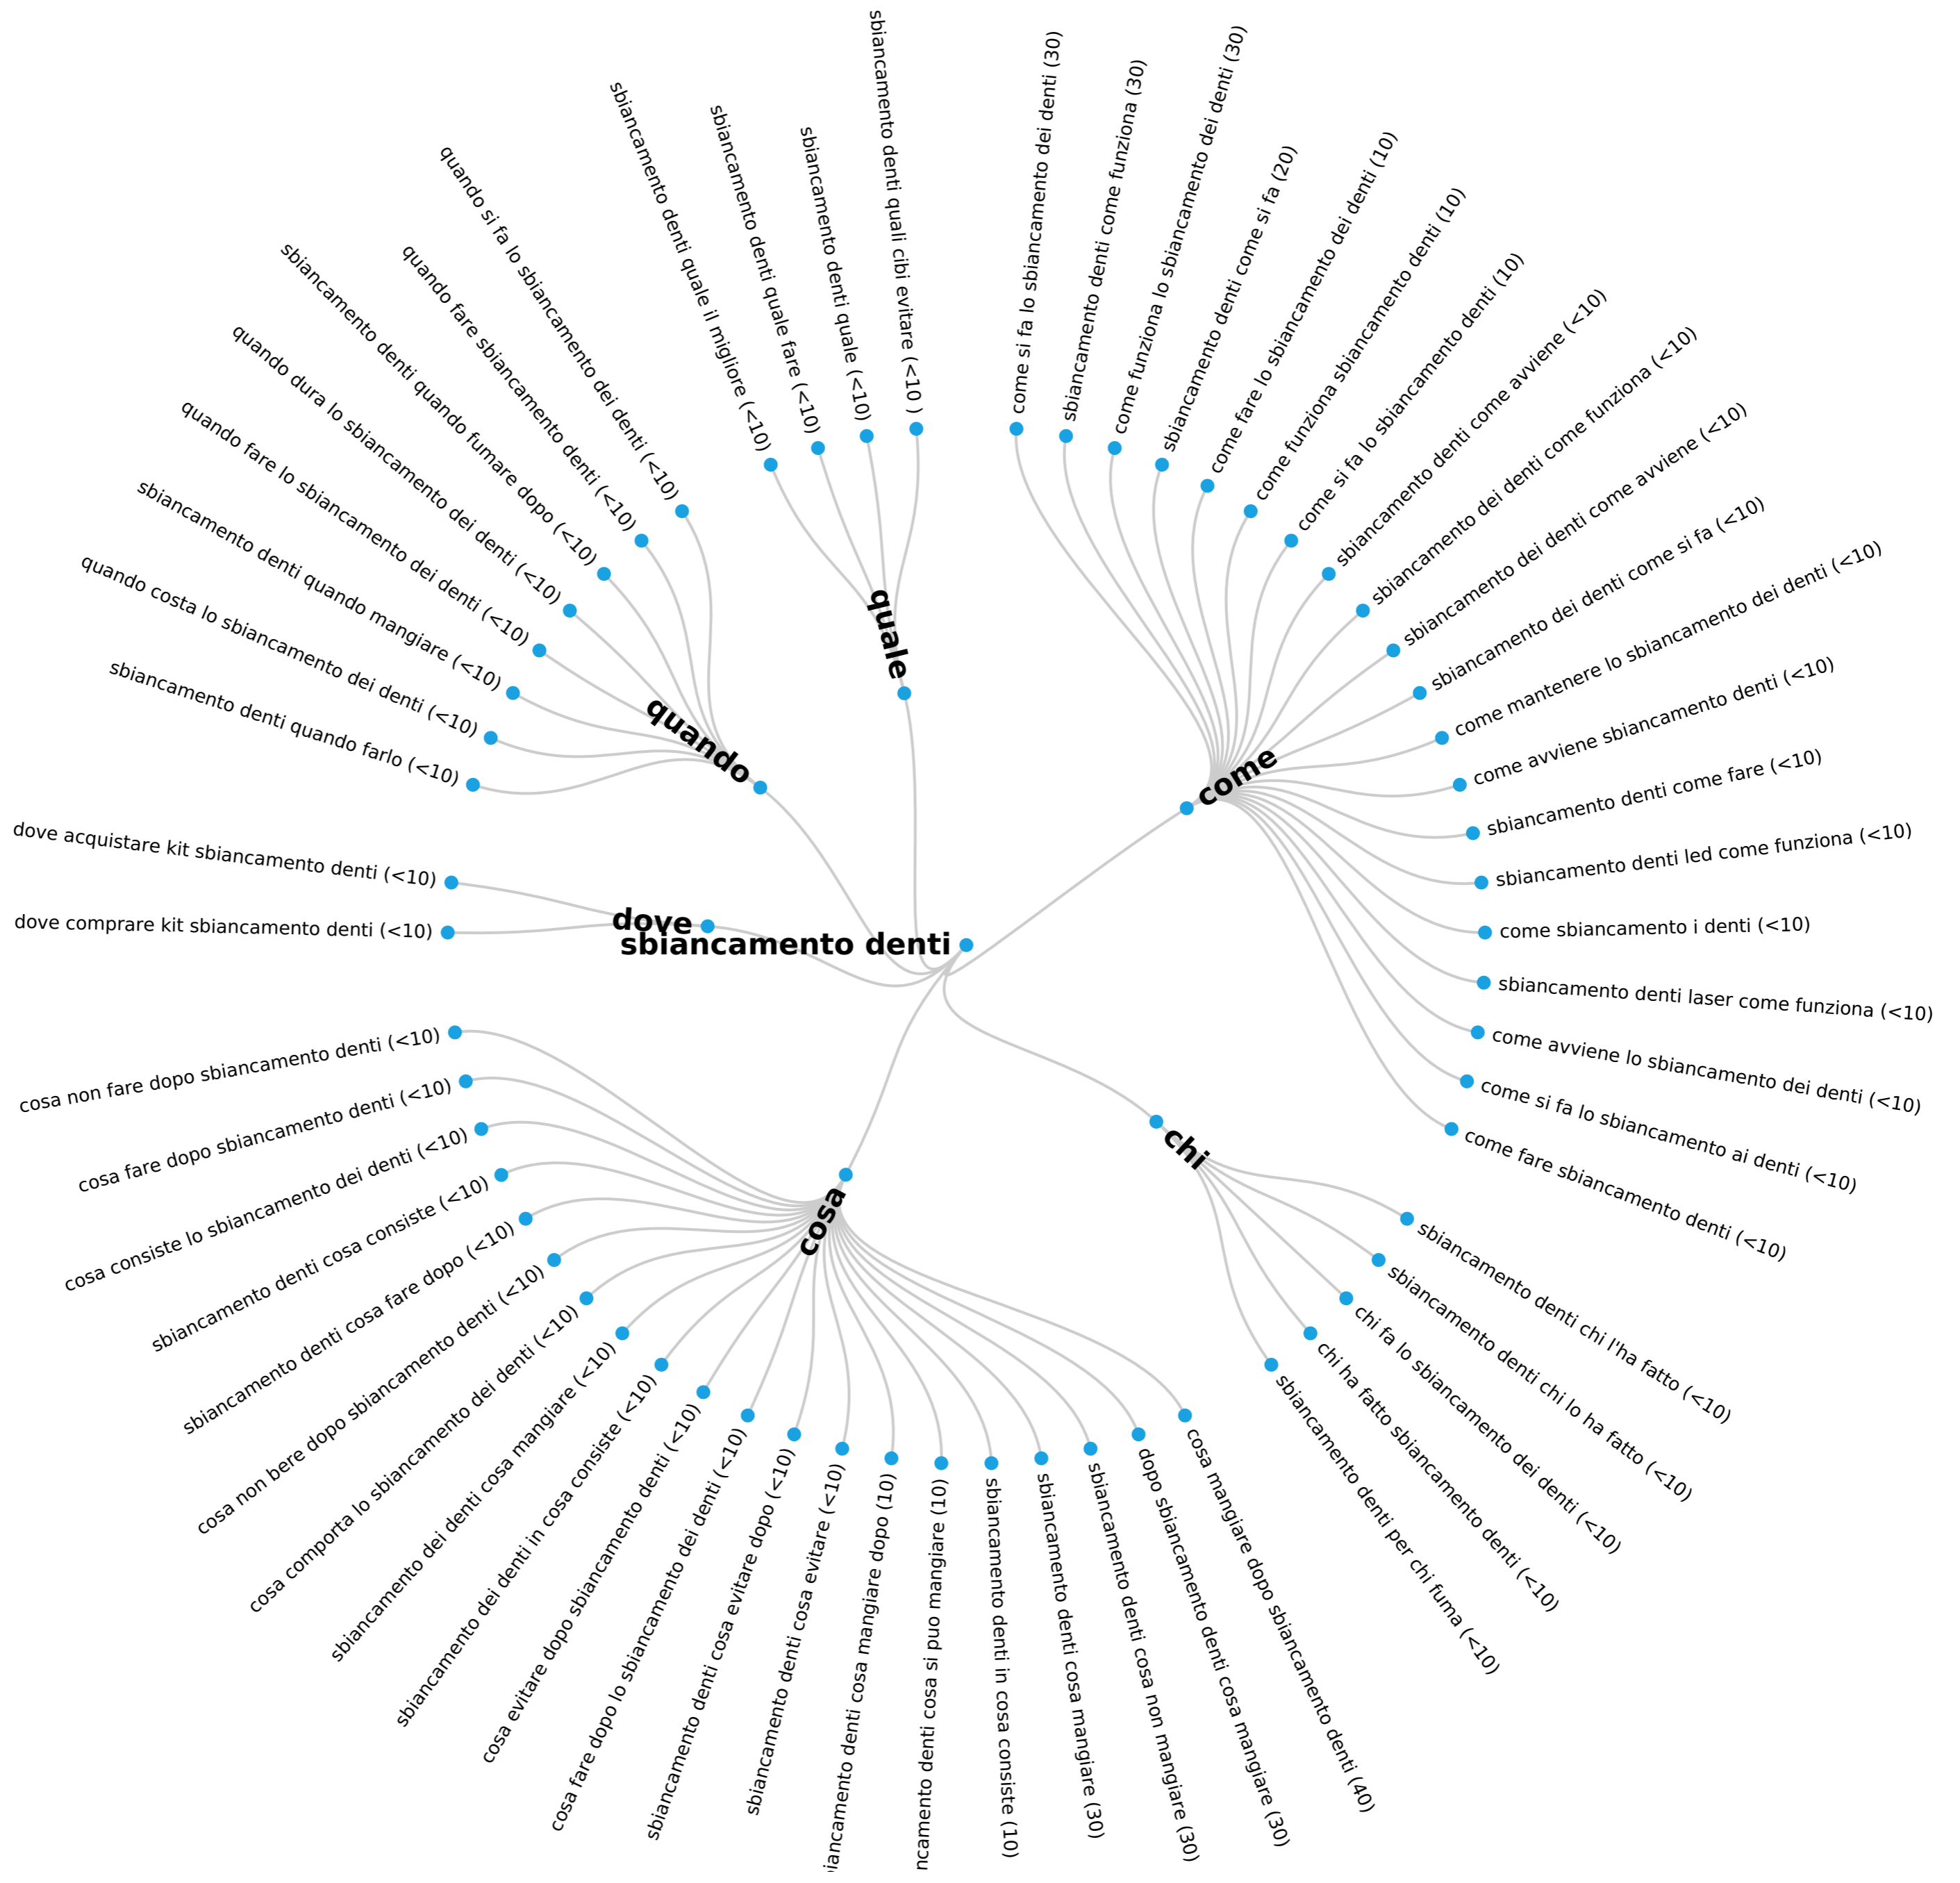 sbiancamento denti
come
come si fa lo sbiancamento dei denti (30)
sbiancamento denti come funziona (30)
come funziona lo sbiancamento dei denti (30)
sbiancamento denti come si fa (20)
come fare lo sbiancamento dei denti (10)
come funziona sbiancamento denti (10)
come si fa lo sbiancamento denti (10)
sbiancamento denti come avviene (<10)
sbiancamento dei denti come funziona (<10)
sbiancamento dei denti come avviene (<10)
sbiancamento dei denti come si fa (<10)
come mantenere lo sbiancamento dei denti (<10)
come avviene sbiancamento denti (<10)
sbiancamento denti come fare (<10)
sbiancamento denti led come funziona (<10)
come sbiancamento i denti (<10)
sbiancamento denti laser come funziona (<10)
come avviene lo sbiancamento dei denti (<10)
come si fa lo sbiancamento ai denti (<10)
come fare sbiancamento denti (<10)
chi
sbiancamento denti chi l'ha fatto (<10)
sbiancamento denti chi lo ha fatto (<10)
chi fa lo sbiancamento dei denti (<10)
chi ha fatto sbiancamento denti (<10)
sbiancamento denti per chi fuma (<10)
cosa
cosa mangiare dopo sbiancamento denti (40)
dopo sbiancamento denti cosa mangiare (30)
sbiancamento denti cosa non mangiare (30)
sbiancamento denti cosa mangiare (30)
sbiancamento denti in cosa consiste (10)
ncamento denti cosa si puo mangiare (10)
iancamento denti cosa mangiare dopo (10)
sbiancamento denti cosa evitare (<10)
sbiancamento denti cosa evitare dopo (<10)
cosa fare dopo lo sbiancamento dei denti (<10)
cosa evitare dopo sbiancamento denti (<10)
sbiancamento dei denti in cosa consiste (<10)
sbiancamento dei denti cosa mangiare (<10)
cosa comporta lo sbiancamento dei denti (<10)
cosa non bere dopo sbiancamento denti (<10)
sbiancamento denti cosa fare dopo (<10)
sbiancamento denti cosa consiste (<10)
cosa consiste lo sbiancamento dei denti (<10)
cosa fare dopo sbiancamento denti (<10)
cosa non fare dopo sbiancamento denti (<10)
dove
dove comprare kit sbiancamento denti (<10)
dove acquistare kit sbiancamento denti (<10)
quando
sbiancamento denti quando farlo (<10)
quando costa lo sbiancamento dei denti (<10)
sbiancamento denti quando mangiare (<10)
quando fare lo sbiancamento dei denti (<10)
quando dura lo sbiancamento dei denti (<10)
sbiancamento denti quando fumare dopo (<10)
quando fare sbiancamento denti (<10)
quando si fa lo sbiancamento dei denti (<10)
quale
sbiancamento denti quale il migliore (<10)
sbiancamento denti quale fare (<10)
sbiancamento denti quale (<10)
sbiancamento denti quali cibi evitare (<10 )